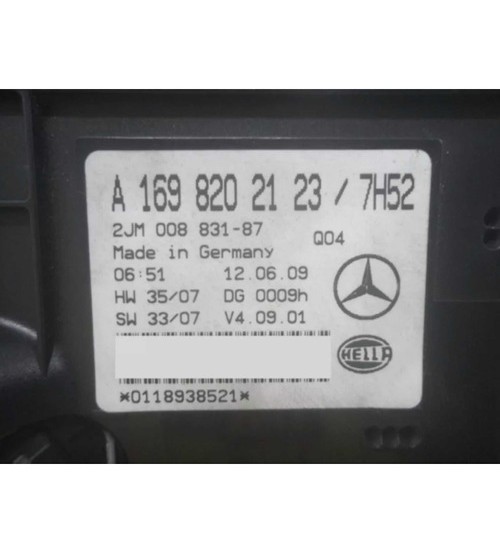 A 169 820 21 23 / 7H52
2JM 008 831-87
Made in Germany Q04
06:51 12.06.09
HW 35/07 DG 0009h
SW 33/07 V4.09.01
HELLA
*0118938521*